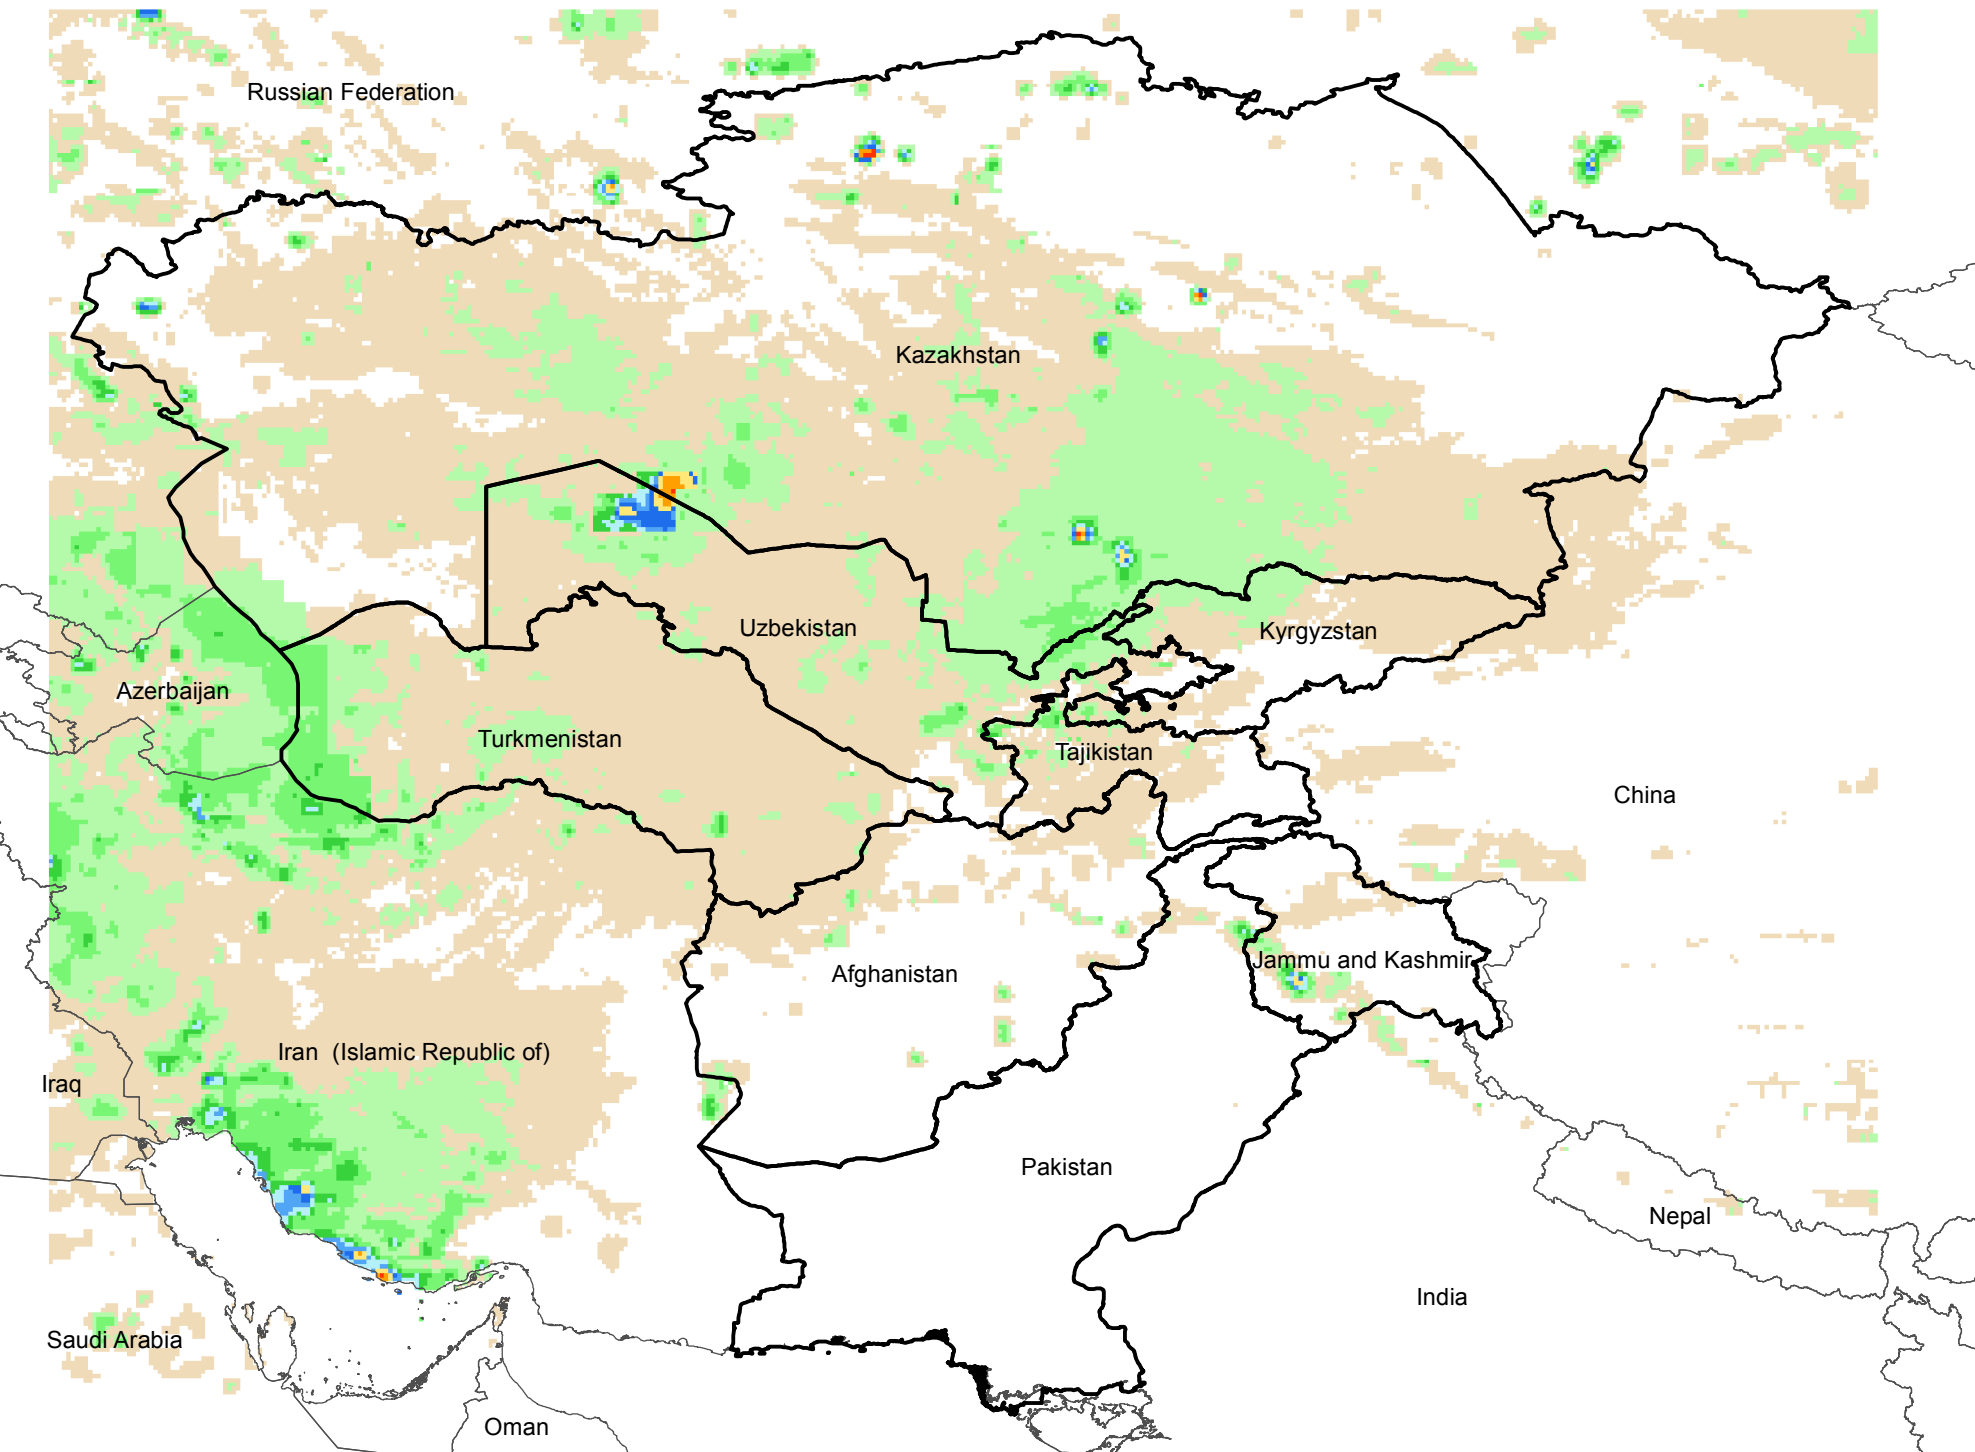 Russian Federation
Kazakhstan
Uzbekistan
Kyrgyzstan
Azerbaijan
Turkmenistan
Tajikistan
China
Afghanistan
Jammu and Kashmir
Iran (Islamic Republic of)
Iraq
Pakistan
Nepal
India
Saudi Arabia
Oman